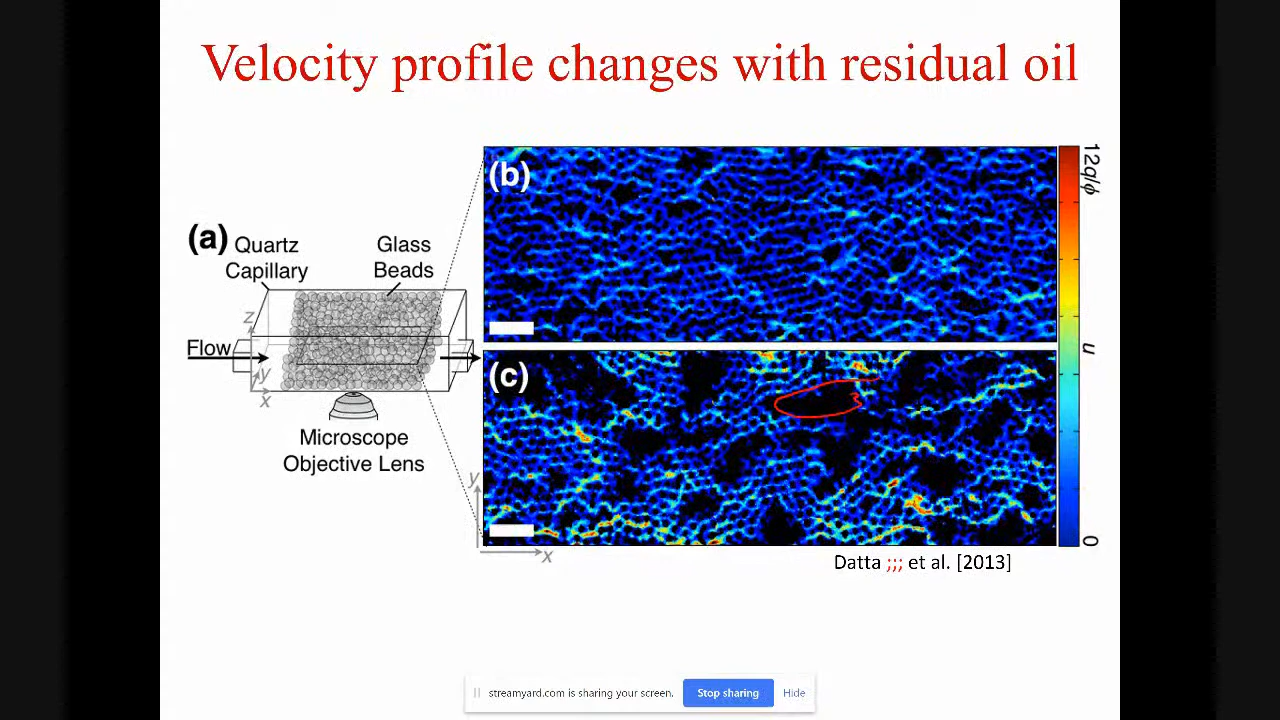 Velocity profile changes with residual oil
(a)
Quartz
Capillary
Glass
Beads
z
Flow
y
x
Microscope
Objective Lens
(b)
(c)
y
x
12q/ϕ
u
0
Datta ;;; et al. [2013]
streamyard.com is sharing your screen.
Stop sharing
Hide